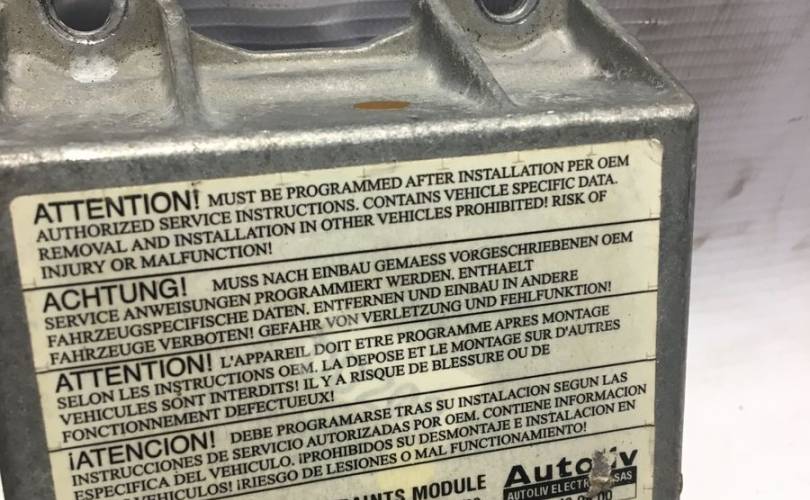 ATTENTION! MUST BE PROGRAMMED AFTER INSTALLATION PER OEM
AUTHORIZED SERVICE INSTRUCTIONS. CONTAINS VEHICLE SPECIFIC DATA.
REMOVAL AND INSTALLATION IN OTHER VEHICLES PROHIBITED! RISK OF
INJURY OR MALFUNCTION!
ACHTUNG! MUSS NACH EINBAU GEMAESS VORGESCHRIEBENEN OEM
SERVICE ANWEISUNGEN PROGRAMMIERT WERDEN. ENTHAELT
FAHRZEUGSPECIFISCHE DATEN. ENTFERNEN UND EINBAU IN ANDERE
FAHRZEUGE VERBOTEN! GEFAHR VON VERLETZUNG UND FEHLFUNKTION!
ATTENTION! L'APPAREIL DOIT ETRE PROGRAMME APRES MONTAGE
SELON LES INSTRUCTIONS OEM. LA DEPOSE ET LE MONTAGE SUR D'AUTRES
VEHICULES SONT INTERDITS! IL Y A RISQUE DE BLESSURE OU DE
FONCTIONNEMENT DEFECTUEUX!
¡ATENCION! DEBE PROGRAMARSE TRAS SU INSTALACION SEGUN LAS
INSTRUCCIONES DE SERVICIO AUTORIZADAS POR OEM. CONTIENE INFORMACION
ESPECIFICA DEL VEHICULO. ¡PROHIBIDOS SU DESMONTAJE E INSTALACION EN
VEHICULOS! ¡RIESGO DE LESIONES O MAL FUNCIONAMIENTO!
MODULE
Autoliv
AUTOLIV SAS